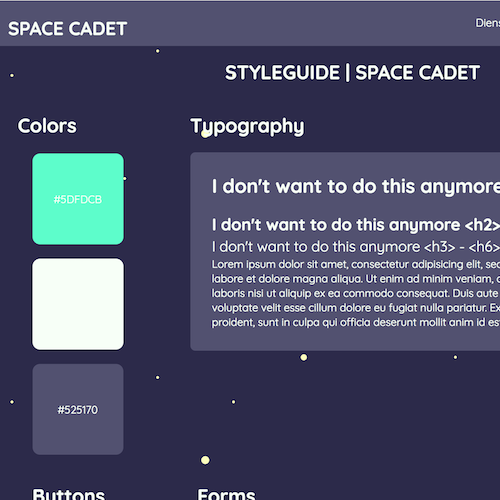 SPACE CADET
Diens
STYLEGUIDE | SPACE CADET
Colors
Typography
#5DFDCB
I don't want to do this anymore
I don't want to do this anymore <h2>
I don't want to do this anymore <h3> - <h6>
Lorem ipsum dolor sit amet, consectetur adipisicing elit, sed
labore et dolore magna aliqua. Ut enim ad minim veniam,
laboris nisi ut aliquip ex ea commodo consequat. Duis aute
voluptate velit esse cillum dolore eu fugiat nulla pariatur. Ex
proident, sunt in culpa qui officia deserunt mollit anim id est
#525170
Buttons
Forms